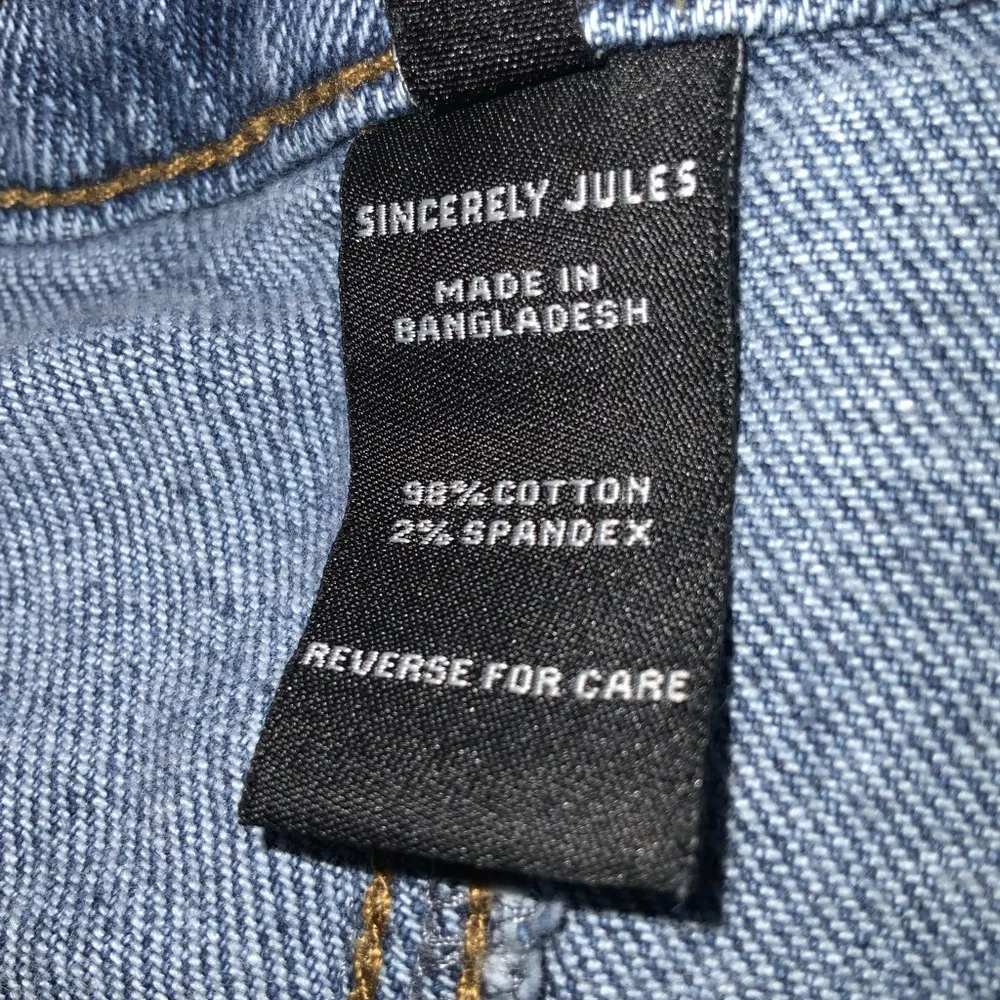 SINCERELY JULES
MADE IN
BANGLADESH
98% COTTON
2% SPANDEX
REVERSE FOR CARE